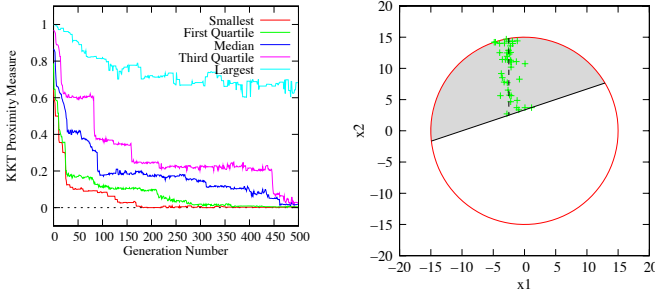 Smallest
First Quartile
Median
Third Quartile
Largest
KKT Proximity Measure
1
0.8
0.6
0.4
0.2
0
0 50 100 150 200 250 300 350 400 450 500
Generation Number
x2
20
15
10
5
0
−5
−10
−15
−20
−20 −15 −10 −5 0 5 10 15 20
x1